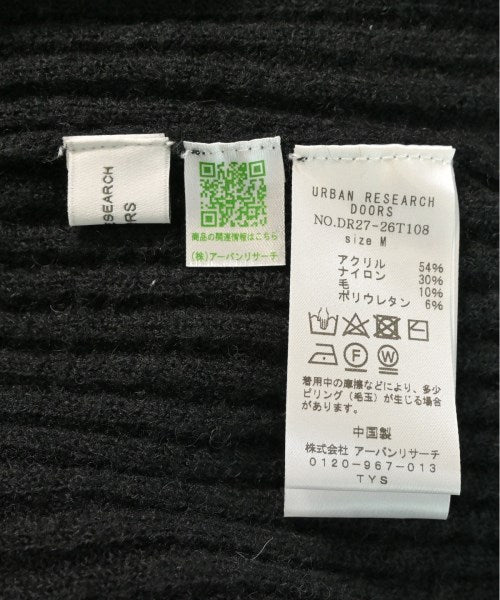 RESEARCH
ORS
商品の関連情報はこちら
(株)アーバンリサーチ
URBAN RESEARCH
DOORS
NO.DR27-26T108
size M
アクリル 54%
ナイロン 30%
毛 10%
ポリウレタン 6%
着用中の摩擦などにより、多少
ピリング(毛玉)が生じる場合
があります。
中国製
株式会社 アーバンリサーチ
0120-967-013
TYS